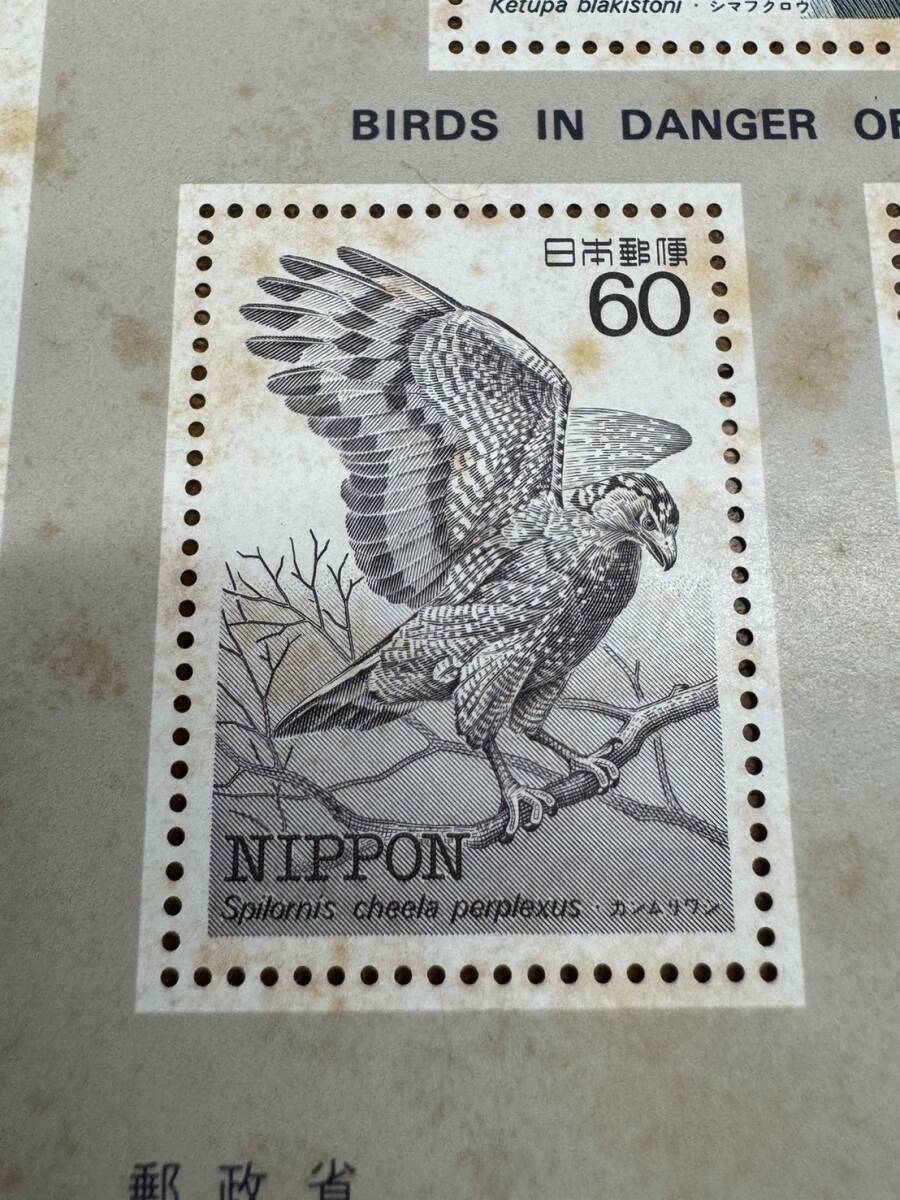 Ketupa blakistoni · シマフクロウ
BIRDS IN DANGER OF
日本郵便
60
NIPPON
Spilornis cheela perplexus · カンムリワシ
郵政省